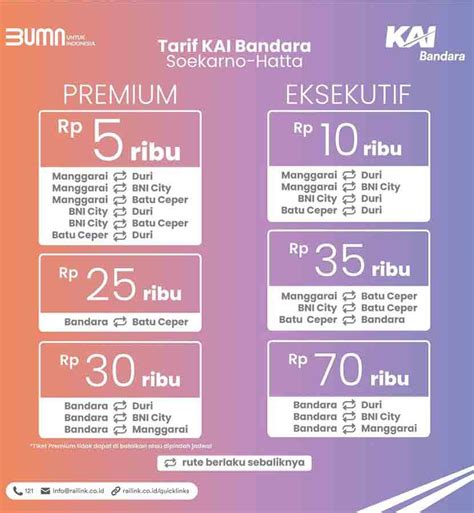 BUMN UNTUK INDONESIA
Tarif KAI Bandara
Soekarno-Hatta
KAI
Bandara
PREMIUM
Rp 5 ribu
Manggarai ⇄ Duri
Manggarai ⇄ BNI City
Manggarai ⇄ Batu Ceper
BNI City ⇄ Duri
BNI City ⇄ Batu Ceper
Batu Ceper ⇄ Duri
Rp 25 ribu
Bandara ⇄ Batu Ceper
Rp 30 ribu
Bandara ⇄ Duri
Bandara ⇄ BNI City
Bandara ⇄ Manggarai
*Tiket Premium tidak dapat di batalkan atau dipindah jadwal
EKSEKUTIF
Rp 10 ribu
Manggarai ⇄ Duri
Manggarai ⇄ BNI City
BNI City ⇄ Duri
Batu Ceper ⇄ Duri
Rp 35 ribu
Manggarai ⇄ Batu Ceper
BNI City ⇄ Batu Ceper
Batu Ceper ⇄ Bandara
Rp 70 ribu
Bandara ⇄ Duri
Bandara ⇄ BNI City
Bandara ⇄ Manggarai
⇄ rute berlaku sebaliknya
121 info@railink.co.id railink.co.id/quicklinks